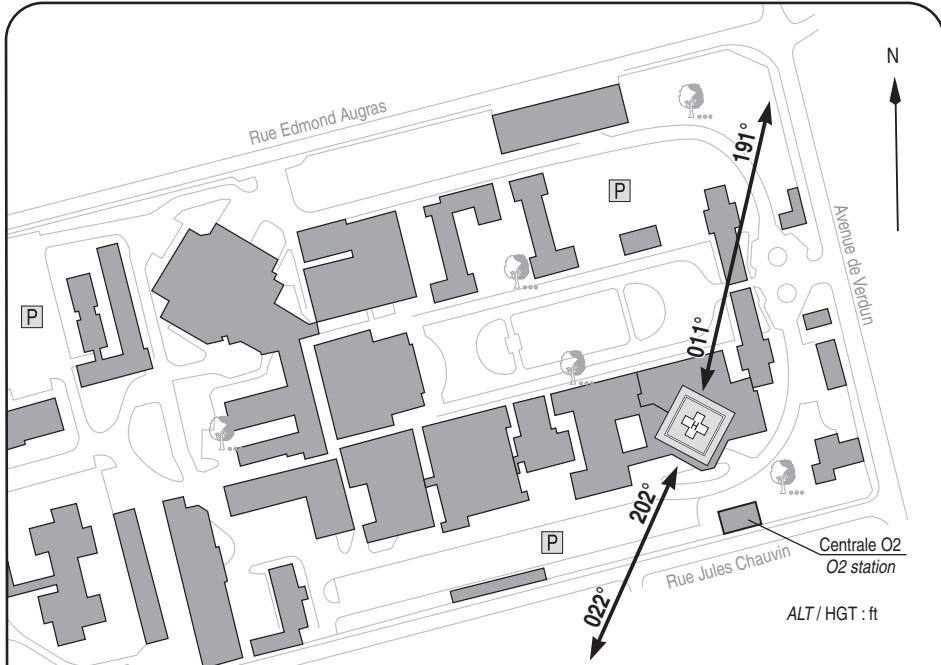 Rue Edmond Augras
N
191°
P
Avenue de Verdun
P
011°
H
202°
P
Centrale O2
O2 station
Rue Jules Chauvin
022°
ALT / HGT : ft